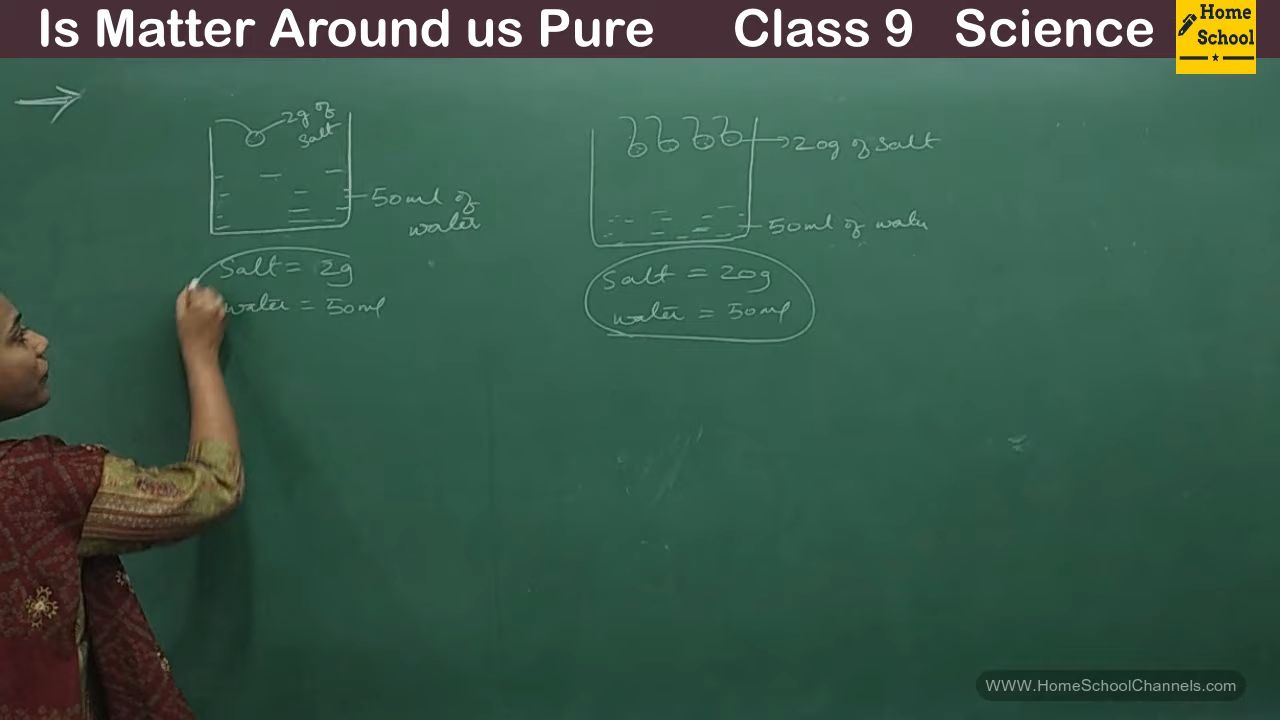 Is Matter Around us Pure Class 9 Science
Home
School
2g of
salt
50ml of
water
20g of salt
50ml of water
Salt = 2g
water = 50ml
Salt = 20g
water = 50ml
WWW.HomeSchoolChannels.com